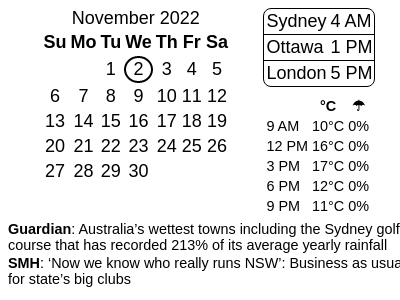 November 2022
Su Mo Tu We Th Fr Sa
1 2 3 4 5
6 7 8 9 10 11 12
13 14 15 16 17 18 19
20 21 22 23 24 25 26
27 28 29 30
Sydney 4 AM
Ottawa 1 PM
London 5 PM
°C ☂
9 AM 10°C 0%
12 PM 16°C 0%
3 PM 17°C 0%
6 PM 12°C 0%
9 PM 11°C 0%
Guardian: Australia’s wettest towns including the Sydney golf
course that has recorded 213% of its average yearly rainfall
SMH: ‘Now we know who really runs NSW’: Business as usua
for state’s big clubs